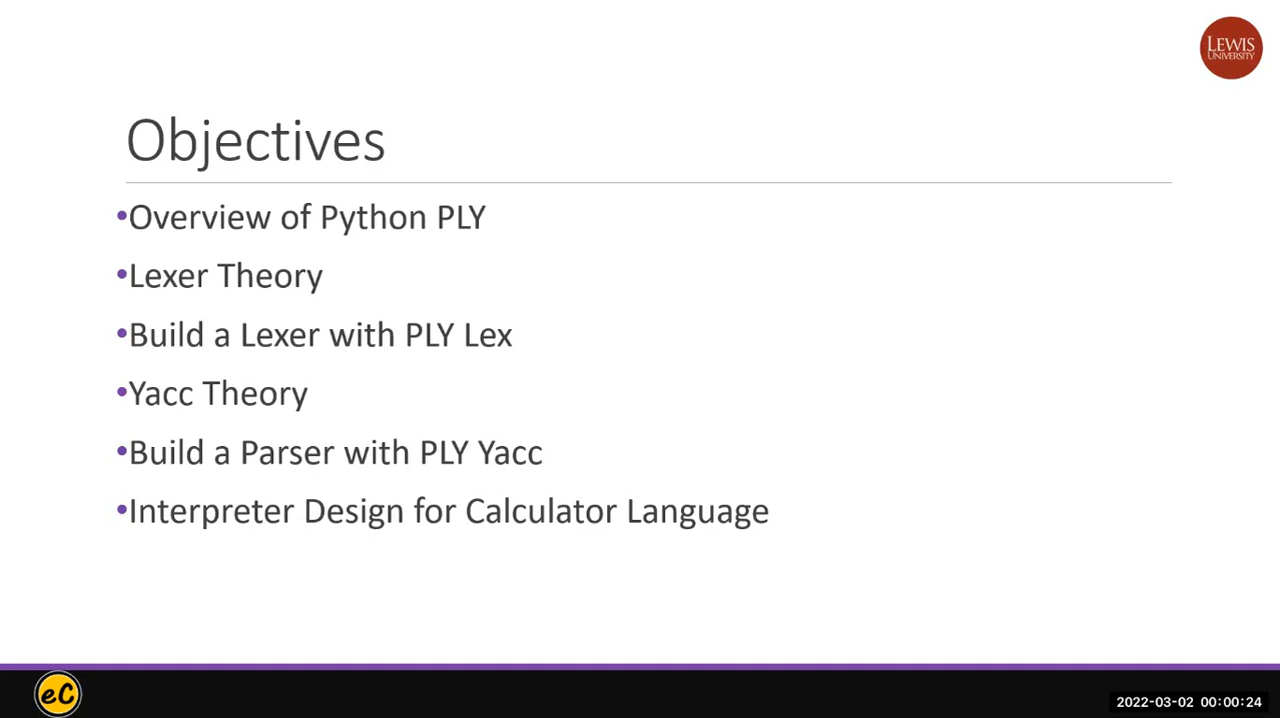 LEWIS
UNIVERSITY
Objectives
•Overview of Python PLY
•Lexer Theory
•Build a Lexer with PLY Lex
•Yacc Theory
•Build a Parser with PLY Yacc
•Interpreter Design for Calculator Language
eC
2022-03-02 00:00:24